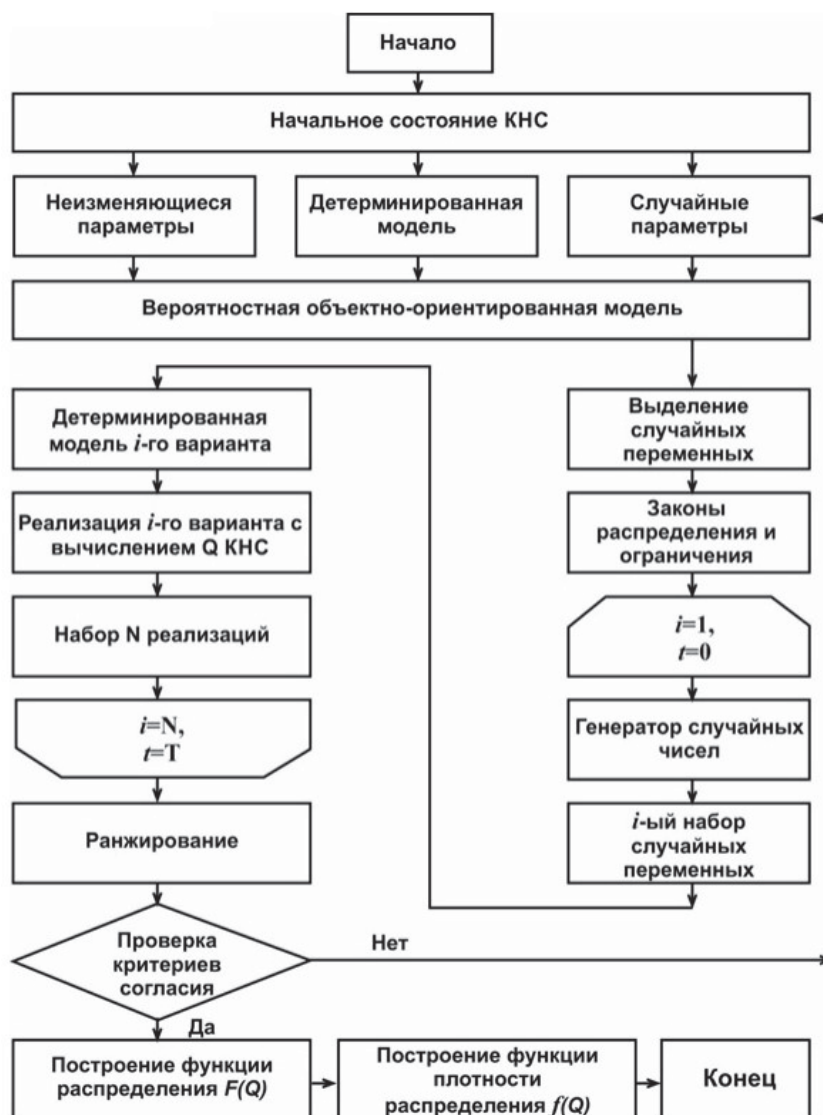 Начало
Начальное состояние КНС
Неизменяющиеся
параметры
Детерминированная
модель
Случайные
параметры
Вероятностная объектно-ориентированная модель
Детерминированная
модель i-го варианта
Реализация i-го варианта с
вычислением Q КНС
Набор N реализаций
i=N,
t=T
Ранжирование
Проверка
критериев
согласия
Выделение
случайных
переменных
Законы
распределения и
ограничения
i=1,
t=0
Генератор случайных
чисел
i-ый набор
случайных
переменных
Нет
Да
Построение функции
распределения F(Q)
Построение функции
плотности
распределения f(Q)
Конец